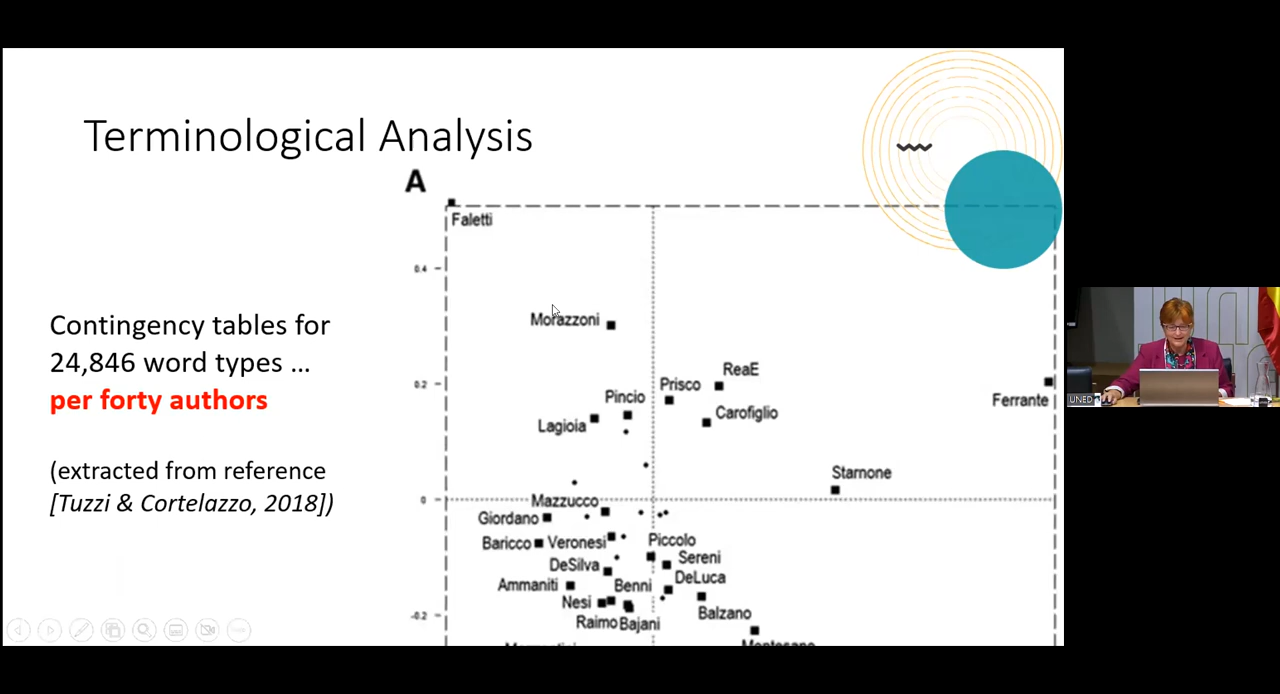 Terminological Analysis
A
Faletti
0.4
Morazzoni
ReaE
0.2
Prisco
Pincio
Ferrante
Carofiglio
Lagioia
Starnone
0
Mazzucco
Giordano
Baricco
Veronesi
Piccolo
Sereni
DeSilva
DeLuca
Ammaniti
Benni
Nesi
Balzano
-0.2
Raimo
Bajani
Contingency tables for
24,846 word types ...
per forty authors
(extracted from reference
[Tuzzi & Cortelazzo, 2018])
UNED